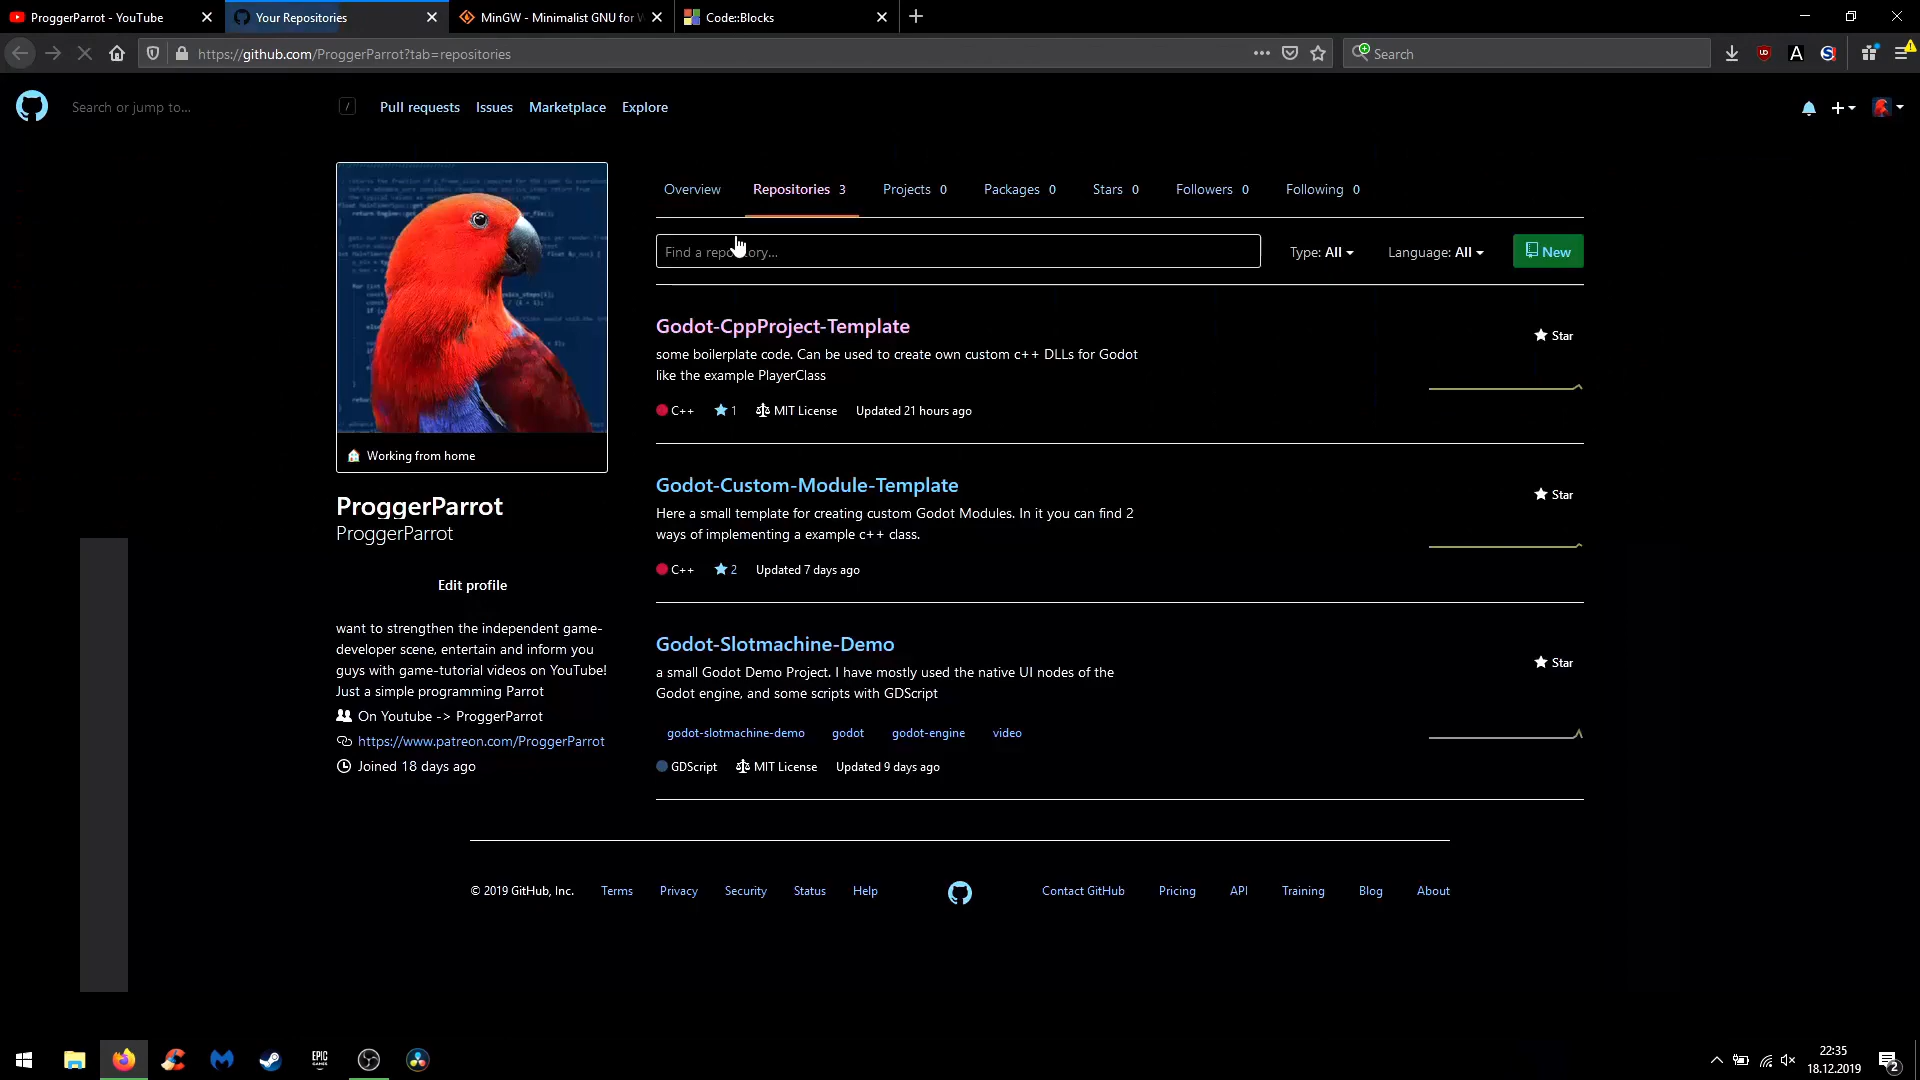 ProggerParrot - YouTube
Your Repositories
MinGW - Minimalist GNU for W
Code::Blocks
https://github.com/ProggerParrot?tab=repositories
Search
Search or jump to…
/
Pull requests
Issues
Marketplace
Explore
Overview
Repositories 3
Projects 0
Packages 0
Stars 0
Followers 0
Following 0
Find a repository…
Type: All
Language: All
New
Working from home
ProggerParrot
ProggerParrot
Edit profile
want to strengthen the independent game-
developer scene, entertain and inform you
guys with game-tutorial videos on YouTube!
Just a simple programming Parrot
On Youtube -> ProggerParrot
https://www.patreon.com/ProggerParrot
Joined 18 days ago
Godot-CppProject-Template
Star
some boilerplate code. Can be used to create own custom c++ DLLs for Godot
like the example PlayerClass
C++ 1 MIT License Updated 21 hours ago
Godot-Custom-Module-Template
Star
Here a small template for creating custom Godot Modules. In it you can find 2
ways of implementing a example c++ class.
C++ 2 Updated 7 days ago
Godot-Slotmachine-Demo
Star
a small Godot Demo Project. I have mostly used the native UI nodes of the
Godot engine, and some scripts with GDScript
godot-slotmachine-demo godot godot-engine video
GDScript MIT License Updated 9 days ago
© 2019 GitHub, Inc. Terms Privacy Security Status Help
Contact GitHub Pricing API Training Blog About
EPIC
GAMES
22:35
18.12.2019
2